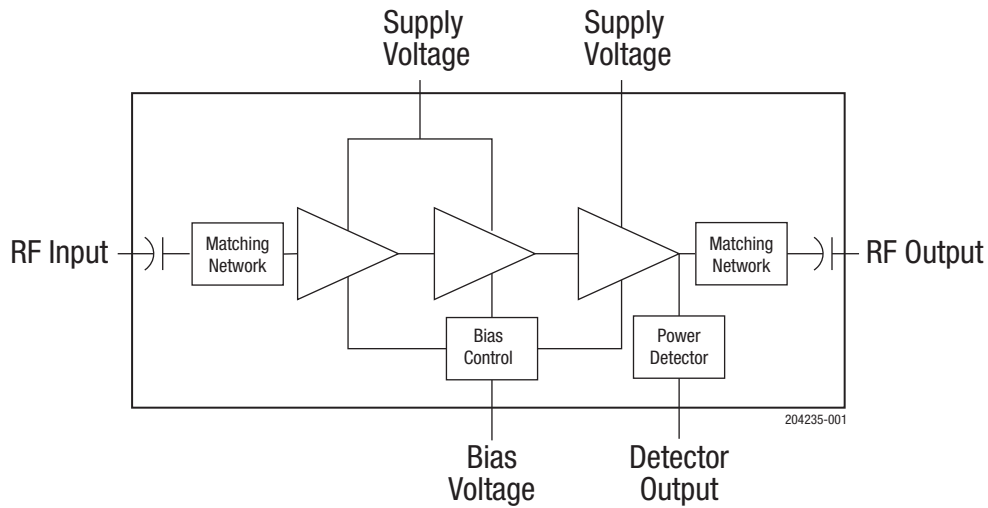 Supply
Voltage
Supply
Voltage
RF Input
Matching
Network
Matching
Network
RF Output
Bias
Control
Power
Detector
204235-001
Bias
Voltage
Detector
Output